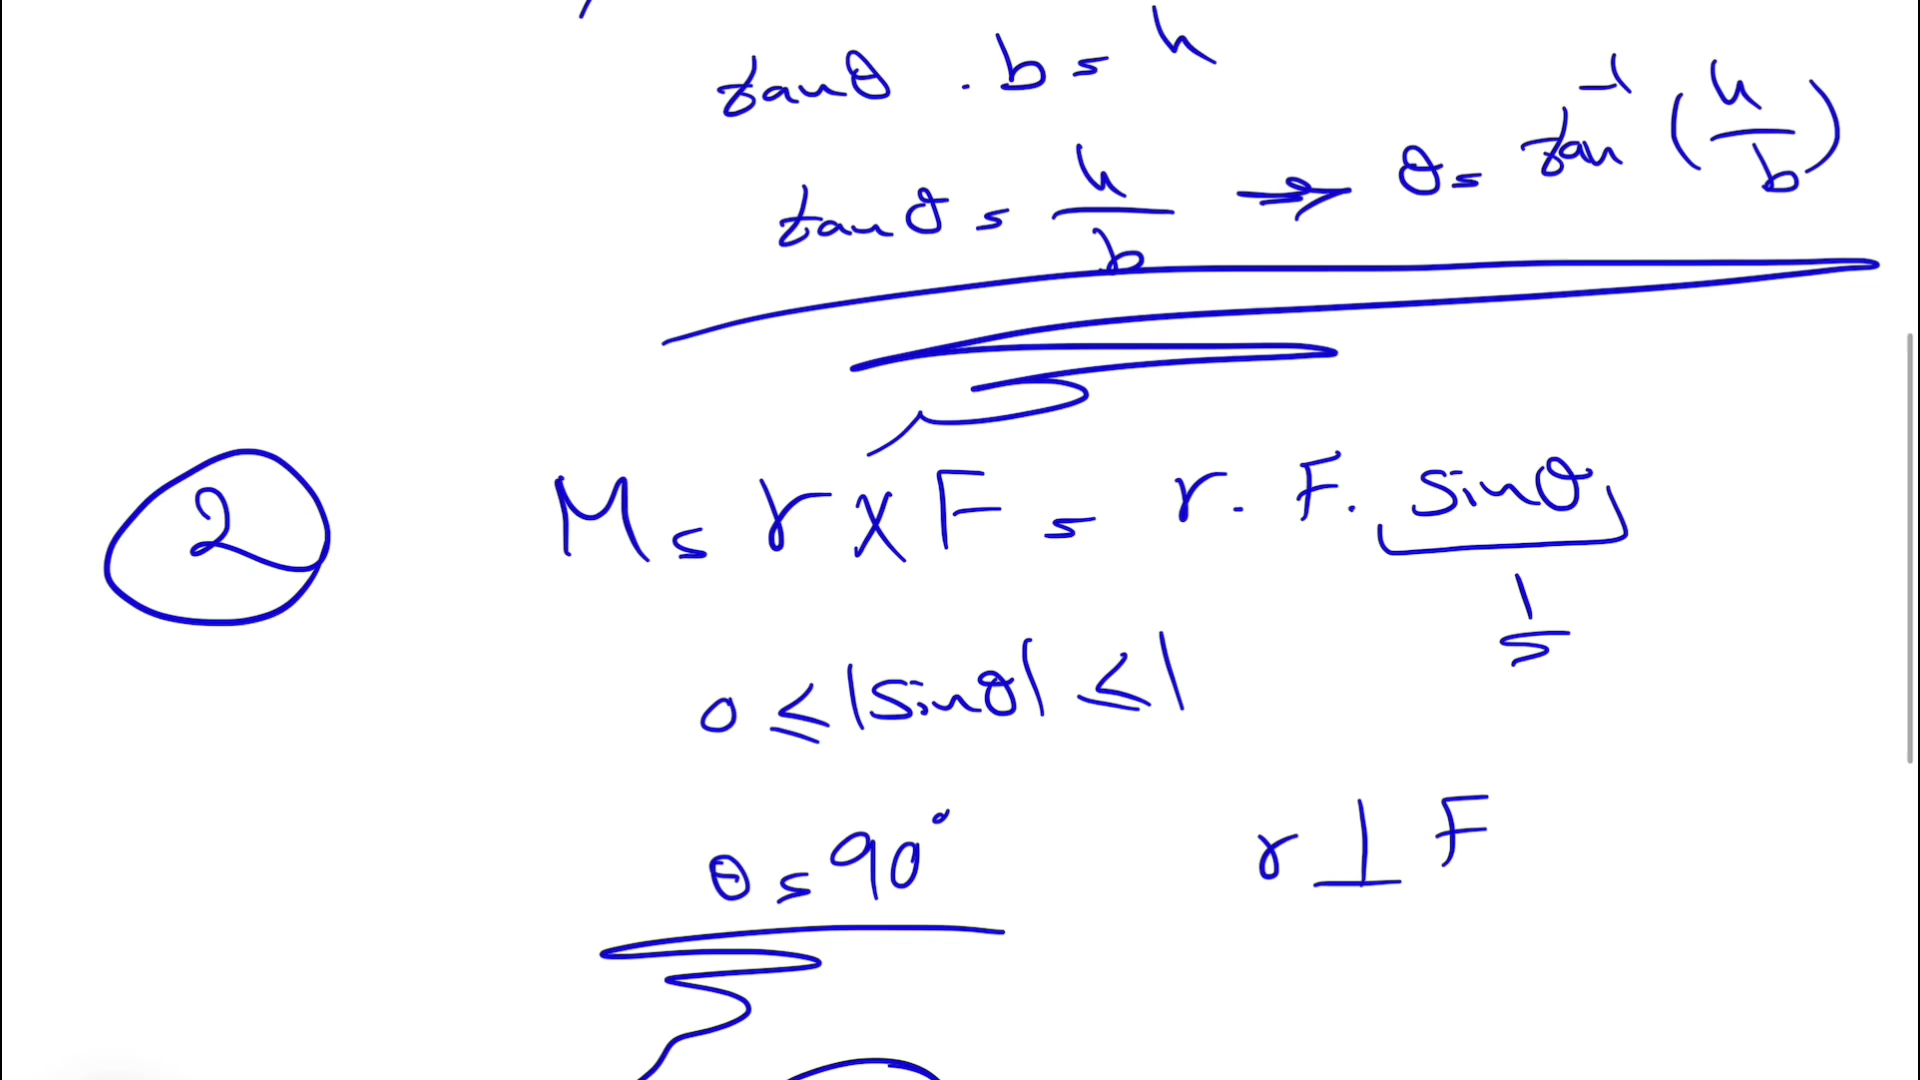 tanθ . b = h
tanθ = h/b → θ = tan⁻¹(h/b)
2
M = r × F = r . F . sinθ
1
=
0 ≤ |sinθ| ≤ 1
θ = 90°
r ⊥ F